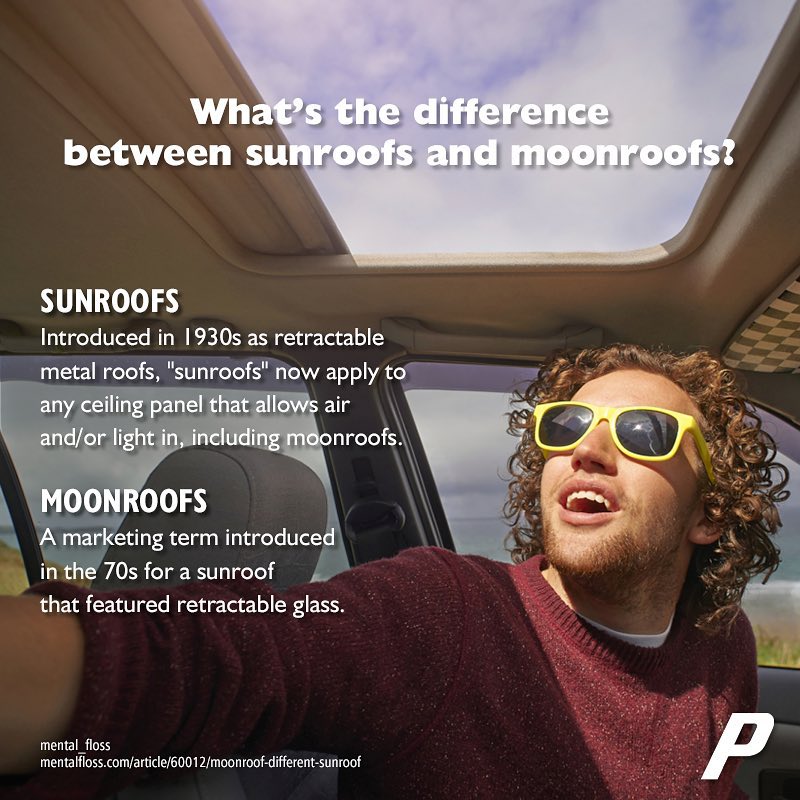 What's the difference
between sunroofs and moonroofs?
SUNROOFS
Introduced in 1930s as retractable
metal roofs, "sunroofs" now apply to
any ceiling panel that allows air
and/or light in, including moonroofs.
MOONROOFS
A marketing term introduced
in the 70s for a sunroof
that featured retractable glass.
mental_floss
mentalfloss.com/article/60012/moonroof-different-sunroof
P